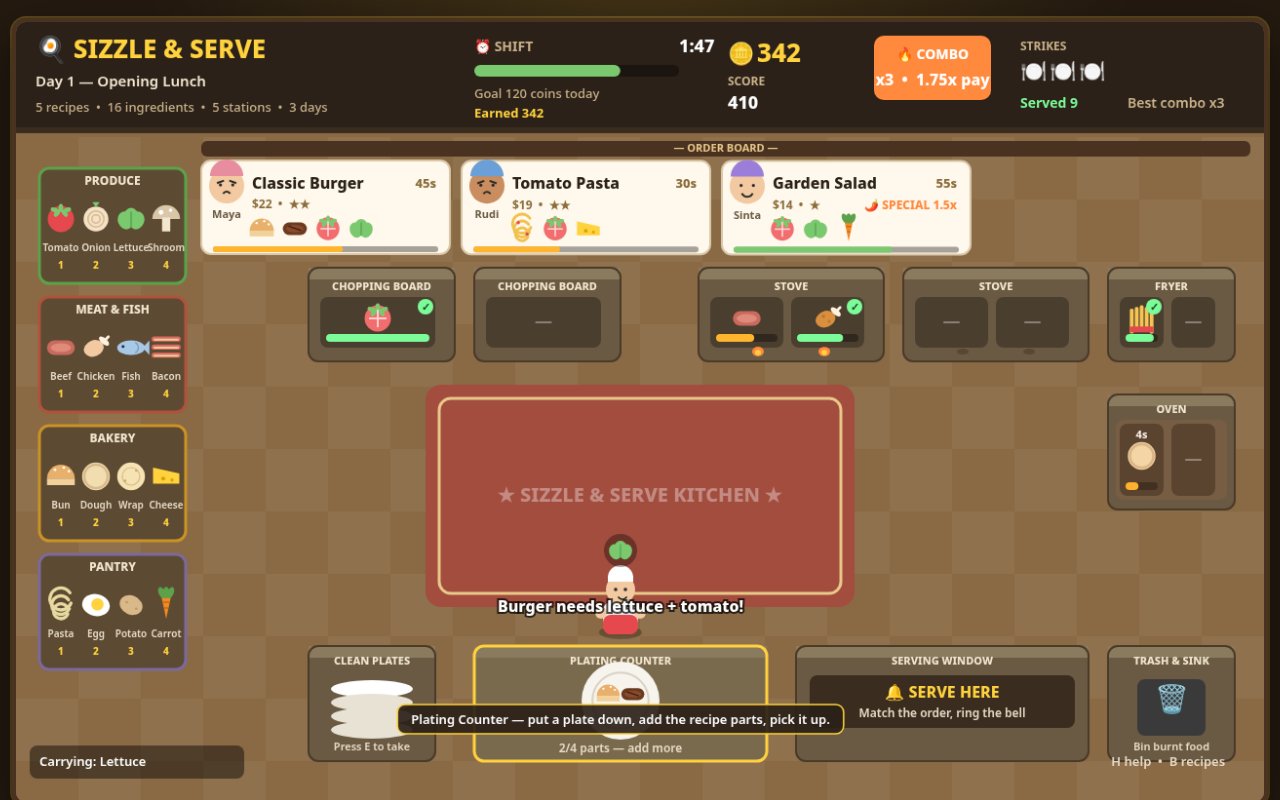 SIZZLE & SERVE
Day 1 — Opening Lunch
5 recipes • 16 ingredients • 5 stations • 3 days
SHIFT 1:47
Goal 120 coins today
Earned 342
342
SCORE
410
COMBO
x3 • 1.75x pay
STRIKES
Served 9 Best combo x3
— ORDER BOARD —
Maya
Classic Burger 45s
$22 • ★★
Rudi
Tomato Pasta 30s
$19 • ★★
Sinta
Garden Salad 55s
$14 • ★ SPECIAL 1.5x
PRODUCE
Tomato Onion Lettuce Shroom
1 2 3 4
MEAT & FISH
Beef Chicken Fish Bacon
1 2 3 4
BAKERY
Bun Dough Wrap Cheese
1 2 3 4
PANTRY
Pasta Egg Potato Carrot
1 2 3 4
CHOPPING BOARD
CHOPPING BOARD
—
STOVE
STOVE
— —
FRYER
—
OVEN
4s
—
★ SIZZLE & SERVE KITCHEN ★
Burger needs lettuce + tomato!
CLEAN PLATES
Press E to take
PLATING COUNTER
Plating Counter — put a plate down, add the recipe parts, pick it up.
2/4 parts — add more
SERVING WINDOW
SERVE HERE
Match the order, ring the bell
TRASH & SINK
Bin burnt food
Carrying: Lettuce
H help • B recipes